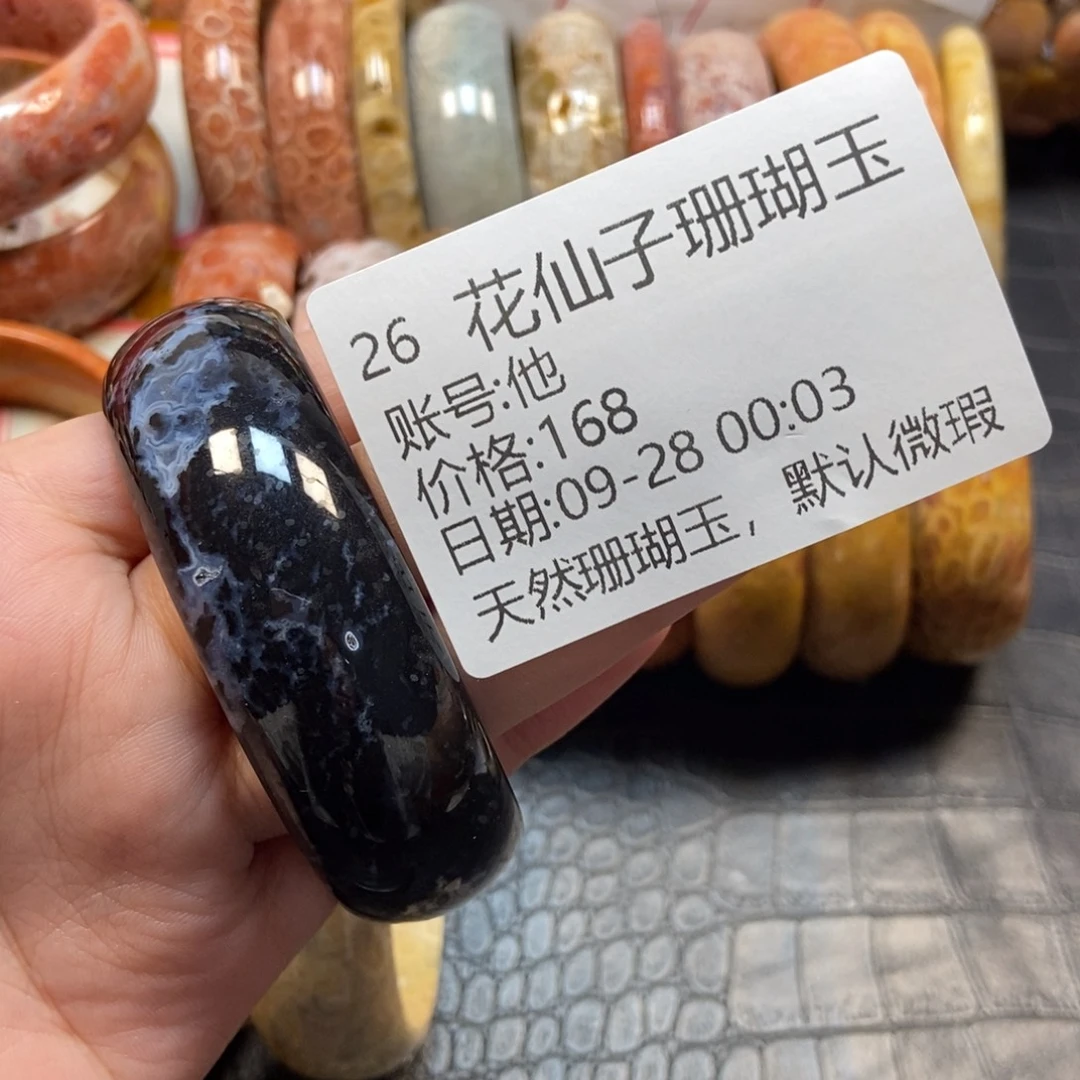 26 花仙子珊瑚玉
账号:他
价格:168
日期:09-28 00:03
天然珊瑚玉，默认微瑕